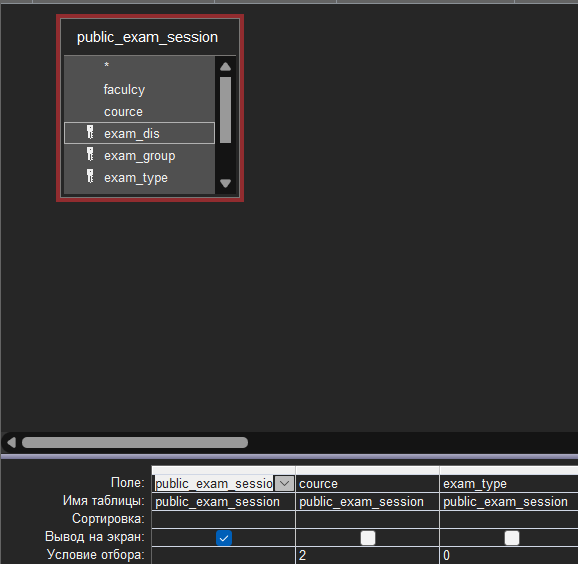 public_exam_session
*
faculcy
cource
exam_dis
exam_group
exam_type
Поле: public_exam_sessio cource exam_type
Имя таблицы: public_exam_session public_exam_session public_exam_session
Сортировка:
Вывод на экран:
Условие отбора: 2 0